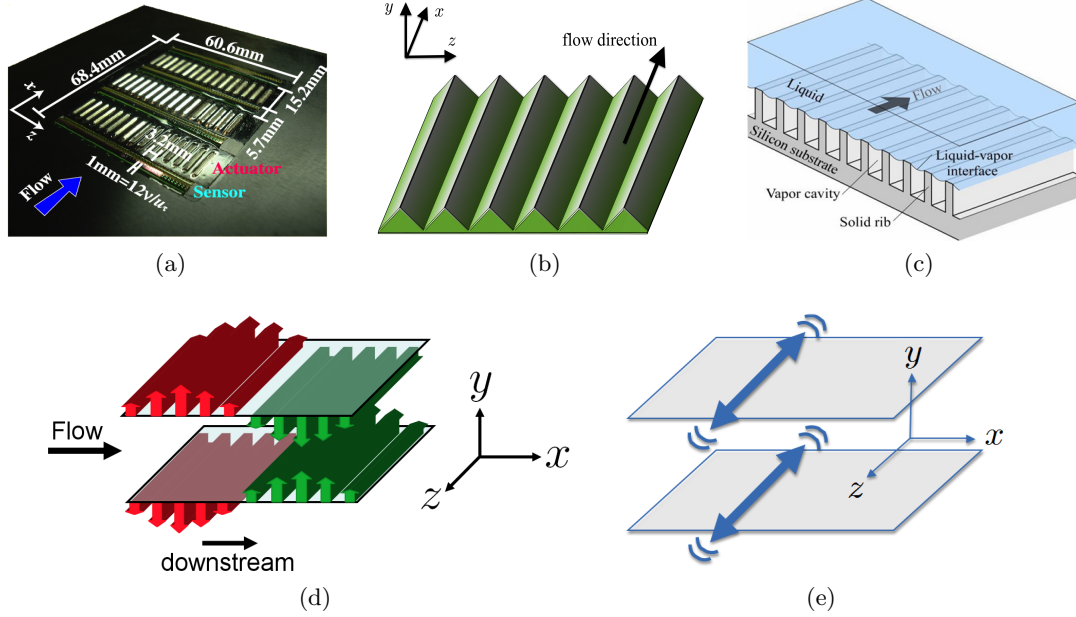 60.6mm
68.4mm
15.2mm
5.7mm
3.2mm
1mm=12ν/uτ
Actuator
Sensor
Flow
x
z
(a)
y
x
z
flow direction
(b)
Liquid
Flow
Silicon substrate
Liquid-vapor
interface
Vapor cavity
Solid rib
(c)
Flow
downstream
y
x
z
(d)
y
x
z
(e)